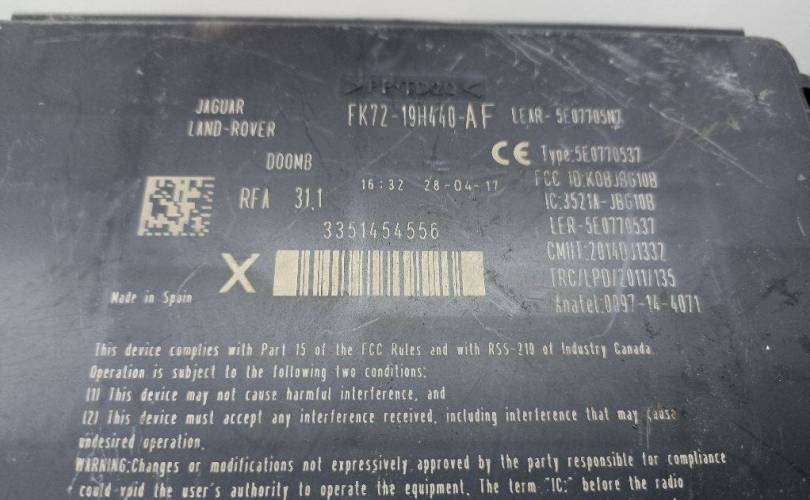 JAGUAR
LAND-ROVER
FK72-19H440-AF
LEAR-
DOOMB
CE Type:5E0770537
RFA 31.1
16:32 28-04-17
FCC ID:KOBJBG10B
IC:3521A-JBG10B
3351454556
LER-5E0770537
CMIIT:2014DJ1332
TRC/LPD/2011/135
X
Made in Spain
Anatel:0897-14-4071
This device complies with Part 15 of the FCC Rules and with RSS-210 of Industry Canada.
Operation is subject to the following two conditions:
(1) This device may not cause harmful interference, and
(2) This device must accept any interference received, including interference that may cause
undesired operation.
WARNING:Changes or modifications not expressively approved by the party responsible for compliance
could void the user's authority to operate the equipment. The term "IC:" before the radio